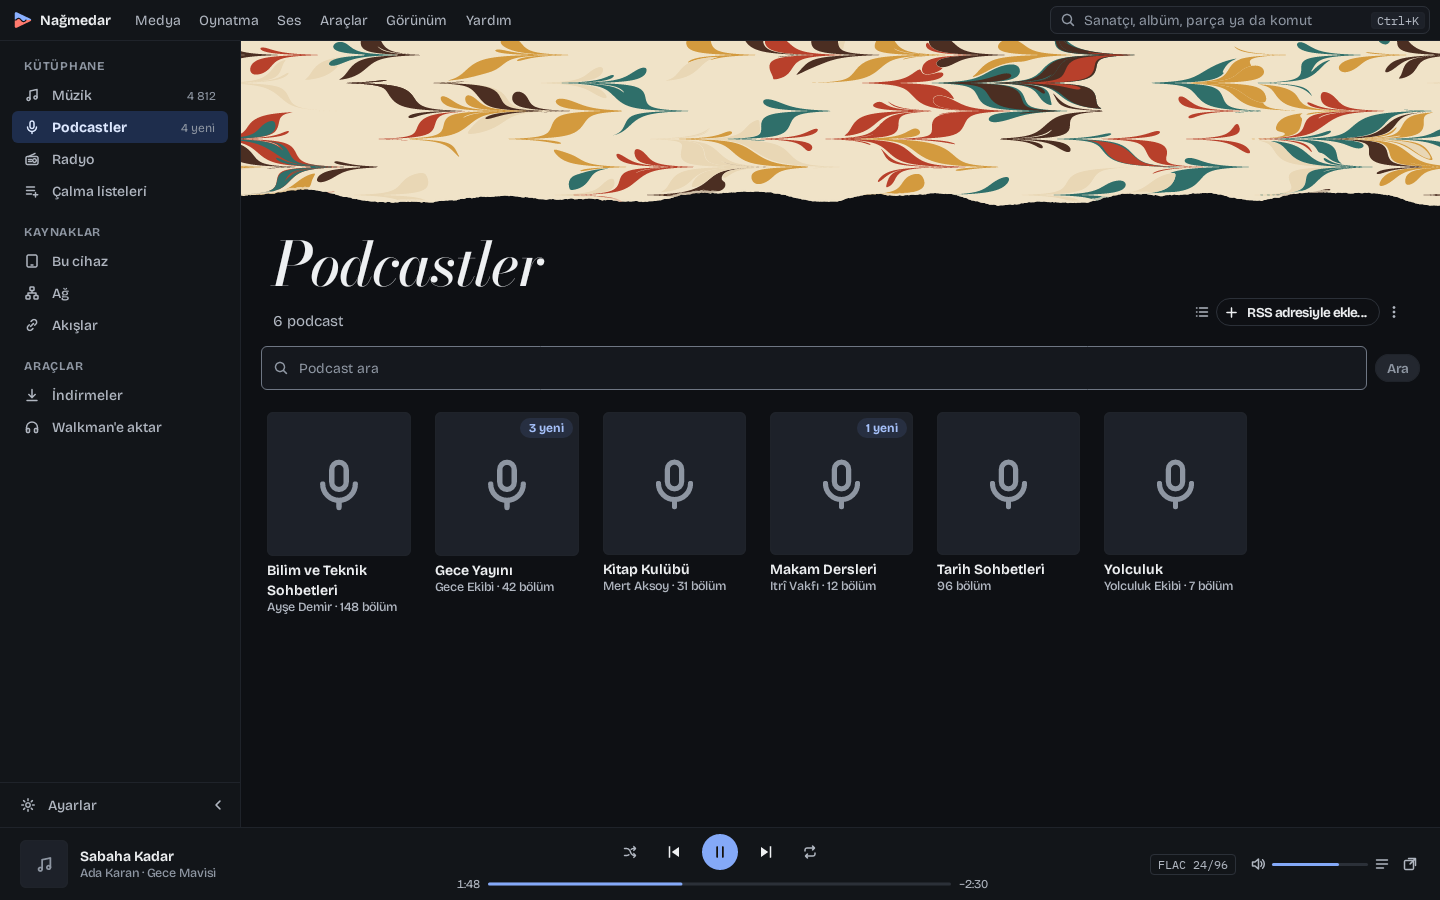 Nağmedar
Medya
Oynatma
Ses
Araçlar
Görünüm
Yardım
Sanatçı, albüm, parça ya da komut
Ctrl+K
KÜTÜPHANE
Müzik
4 812
Podcastler
4 yeni
Radyo
Çalma listeleri
KAYNAKLAR
Bu cihaz
Ağ
Akışlar
ARAÇLAR
İndirmeler
Walkman'e aktar
Ayarlar
Podcastler
6 podcast
RSS adresiyle ekle...
Podcast ara
Ara
Bilim ve Teknik
Sohbetleri
Ayşe Demir · 148 bölüm
3 yeni
Gece Yayını
Gece Ekibi · 42 bölüm
Kitap Kulübü
Mert Aksoy · 31 bölüm
1 yeni
Makam Dersleri
Itrî Vakfı · 12 bölüm
Tarih Sohbetleri
96 bölüm
Yolculuk
Yolculuk Ekibi · 7 bölüm
Sabaha Kadar
Ada Karan · Gece Mavisi
1:48
−2:30
FLAC 24/96